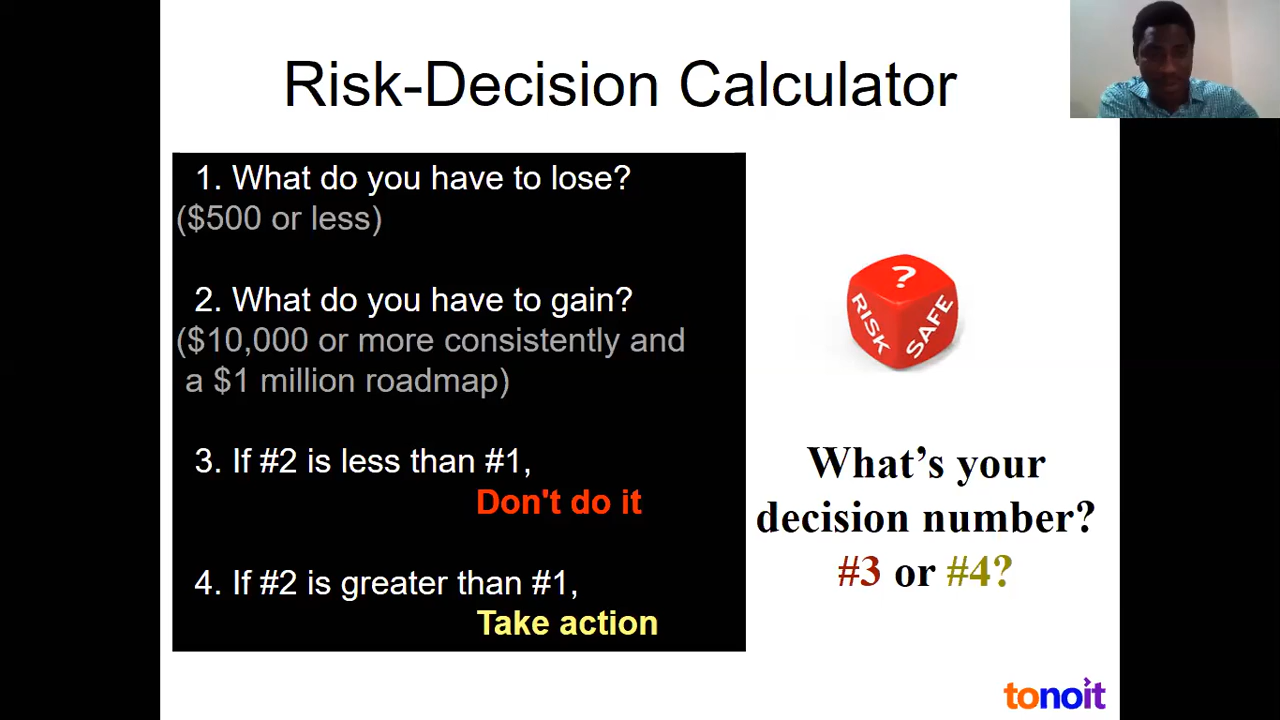 Risk-Decision Calculator
1. What do you have to lose?
($500 or less)
2. What do you have to gain?
($10,000 or more consistently and
a $1 million roadmap)
3. If #2 is less than #1,
Don't do it
4. If #2 is greater than #1,
Take action
?
RISK
SAFE
What’s your
decision number?
#3 or #4?
tonoit